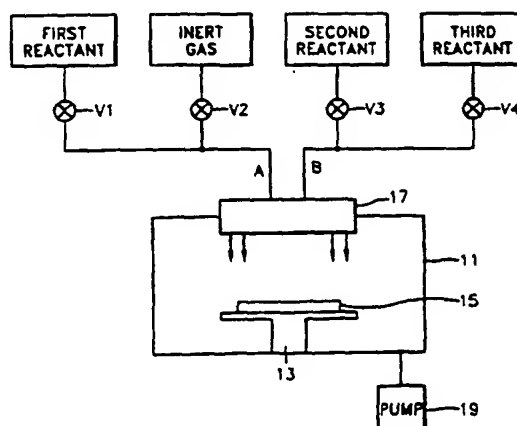 FIRST
REACTANT
INERT
GAS
SECOND
REACTANT
THIRD
REACTANT
V1
V2
V3
V4
A
B
17
11
15
13
PUMP
19